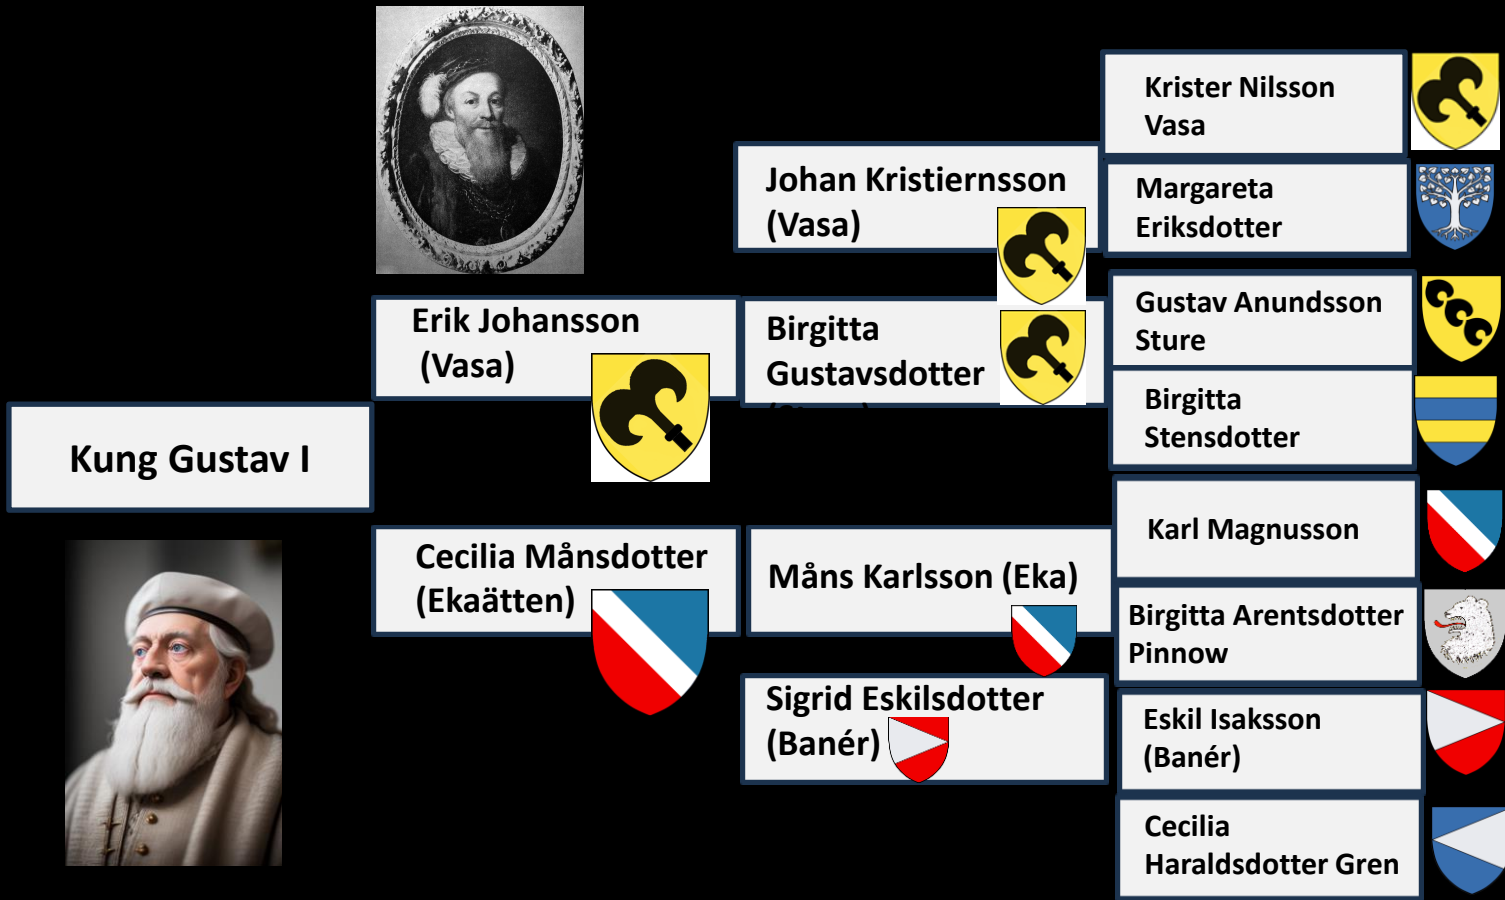 Kung Gustav I
Erik Johansson
(Vasa)
Cecilia Månsdotter
(Ekaätten)
Johan Kristiernsson
(Vasa)
Birgitta
Gustavsdotter
Måns Karlsson (Eka)
Sigrid Eskilsdotter
(Banér)
Krister Nilsson
Vasa
Margareta
Eriksdotter
Gustav Anundsson
Sture
Birgitta
Stensdotter
Karl Magnusson
Birgitta Arentsdotter
Pinnow
Eskil Isaksson
(Banér)
Cecilia
Haraldsdotter Gren